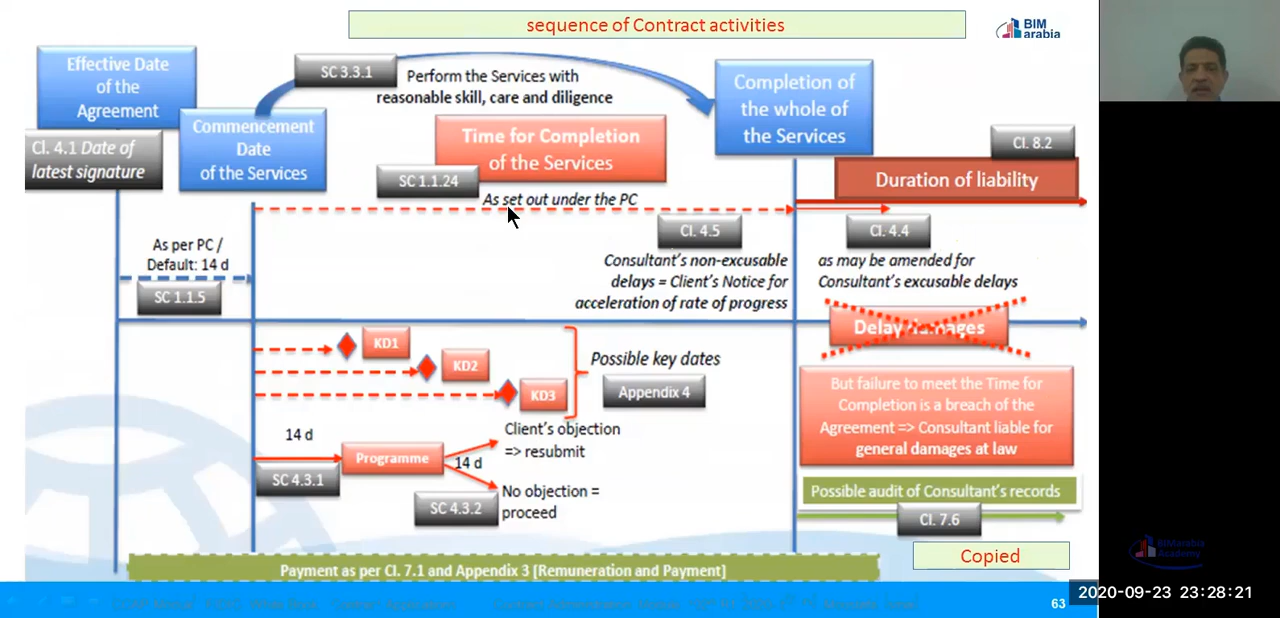 sequence of Contract activities
BIM
arabia
Effective Date
of the
Agreement
Cl. 4.1 Date of
latest signature
Commencement
Date
of the Services
SC 3.3.1
Perform the Services with
reasonable skill, care and diligence
Time for Completion
of the Services
SC 1.1.24
As set out under the PC
Completion of
the whole of
the Services
Cl. 8.2
Duration of liability
Cl. 4.5
Consultant's non-excusable
delays = Client's Notice for
acceleration of rate of progress
Cl. 4.4
as may be amended for
Consultant's excusable delays
As per PC /
Default: 14 d
SC 1.1.5
Delay damages
KD1
KD2
KD3
Possible key dates
Appendix 4
But failure to meet the Time for
Completion is a breach of the
Agreement => Consultant liable for
general damages at law
14 d
SC 4.3.1
Programme
14 d
SC 4.3.2
Client's objection
=> resubmit
No objection =
proceed
Possible audit of Consultant's records
Cl. 7.6
Copied
Payment as per Cl. 7.1 and Appendix 3 [Remuneration and Payment]
BIMarabia
Academy
63
2020-09-23 23:28:21